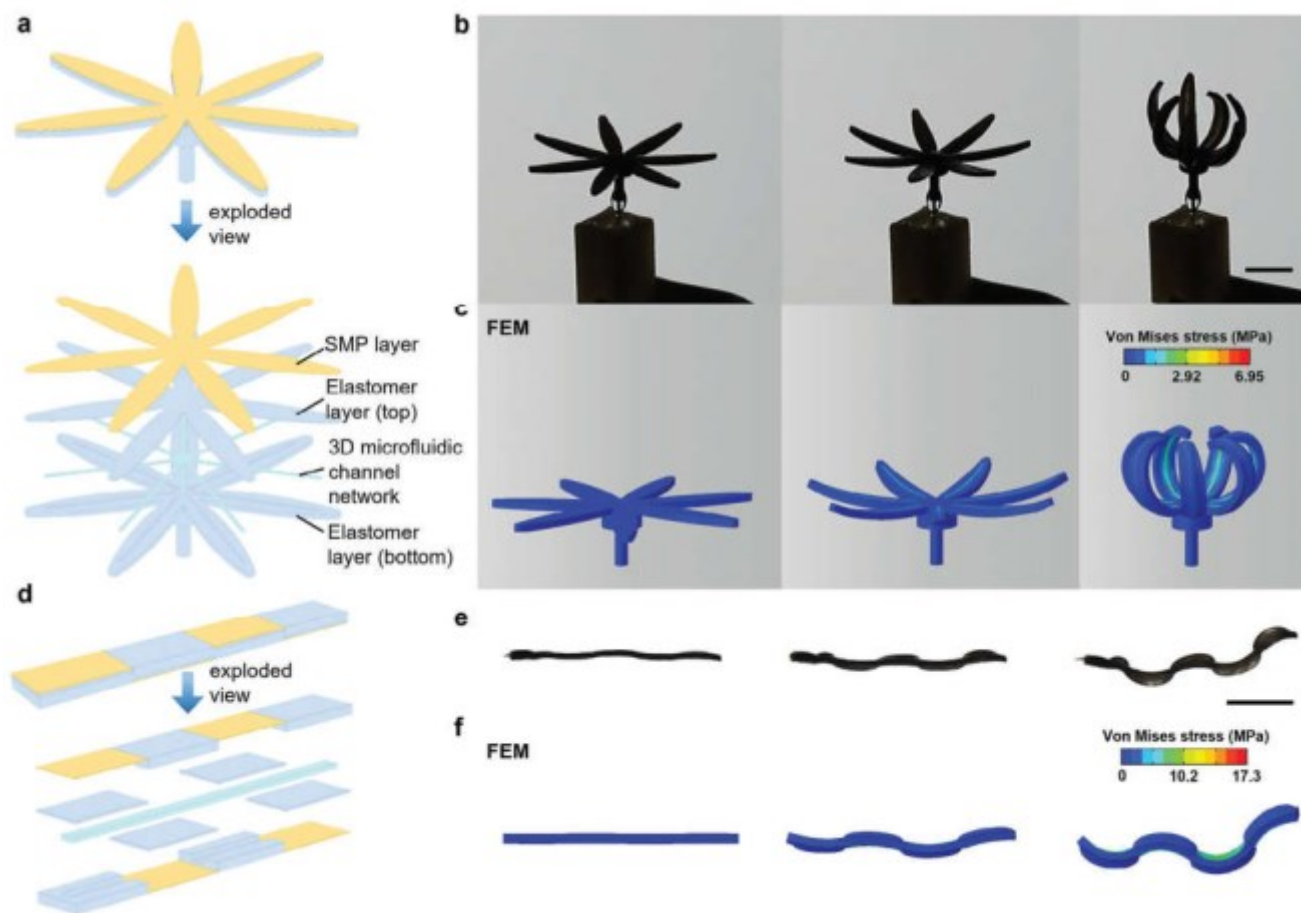 a
exploded
view
SMP layer
Elastomer
layer (top)
3D microfluidic
channel
network
Elastomer
layer (bottom)
b
c
FEM
Von Mises stress (MPa)
0 2.92 6.95
d
exploded
view
e
f
FEM
Von Mises stress (MPa)
0 10.2 17.3